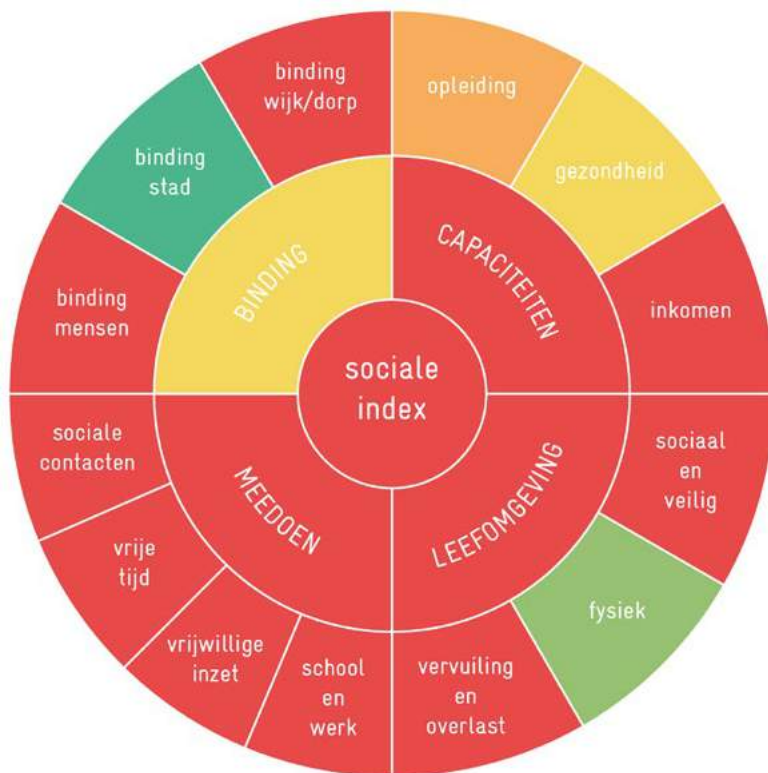 sociale
index
BINDING
CAPACITEITEN
LEEFOMGEVING
MEEDOEN
binding
wijk/dorp
opleiding
gezondheid
inkomen
sociaal
en
veilig
fysiek
vervuiling
en
overlast
school
en
werk
vrijwillige
inzet
vrije
tijd
sociale
contacten
binding
mensen
binding
stad